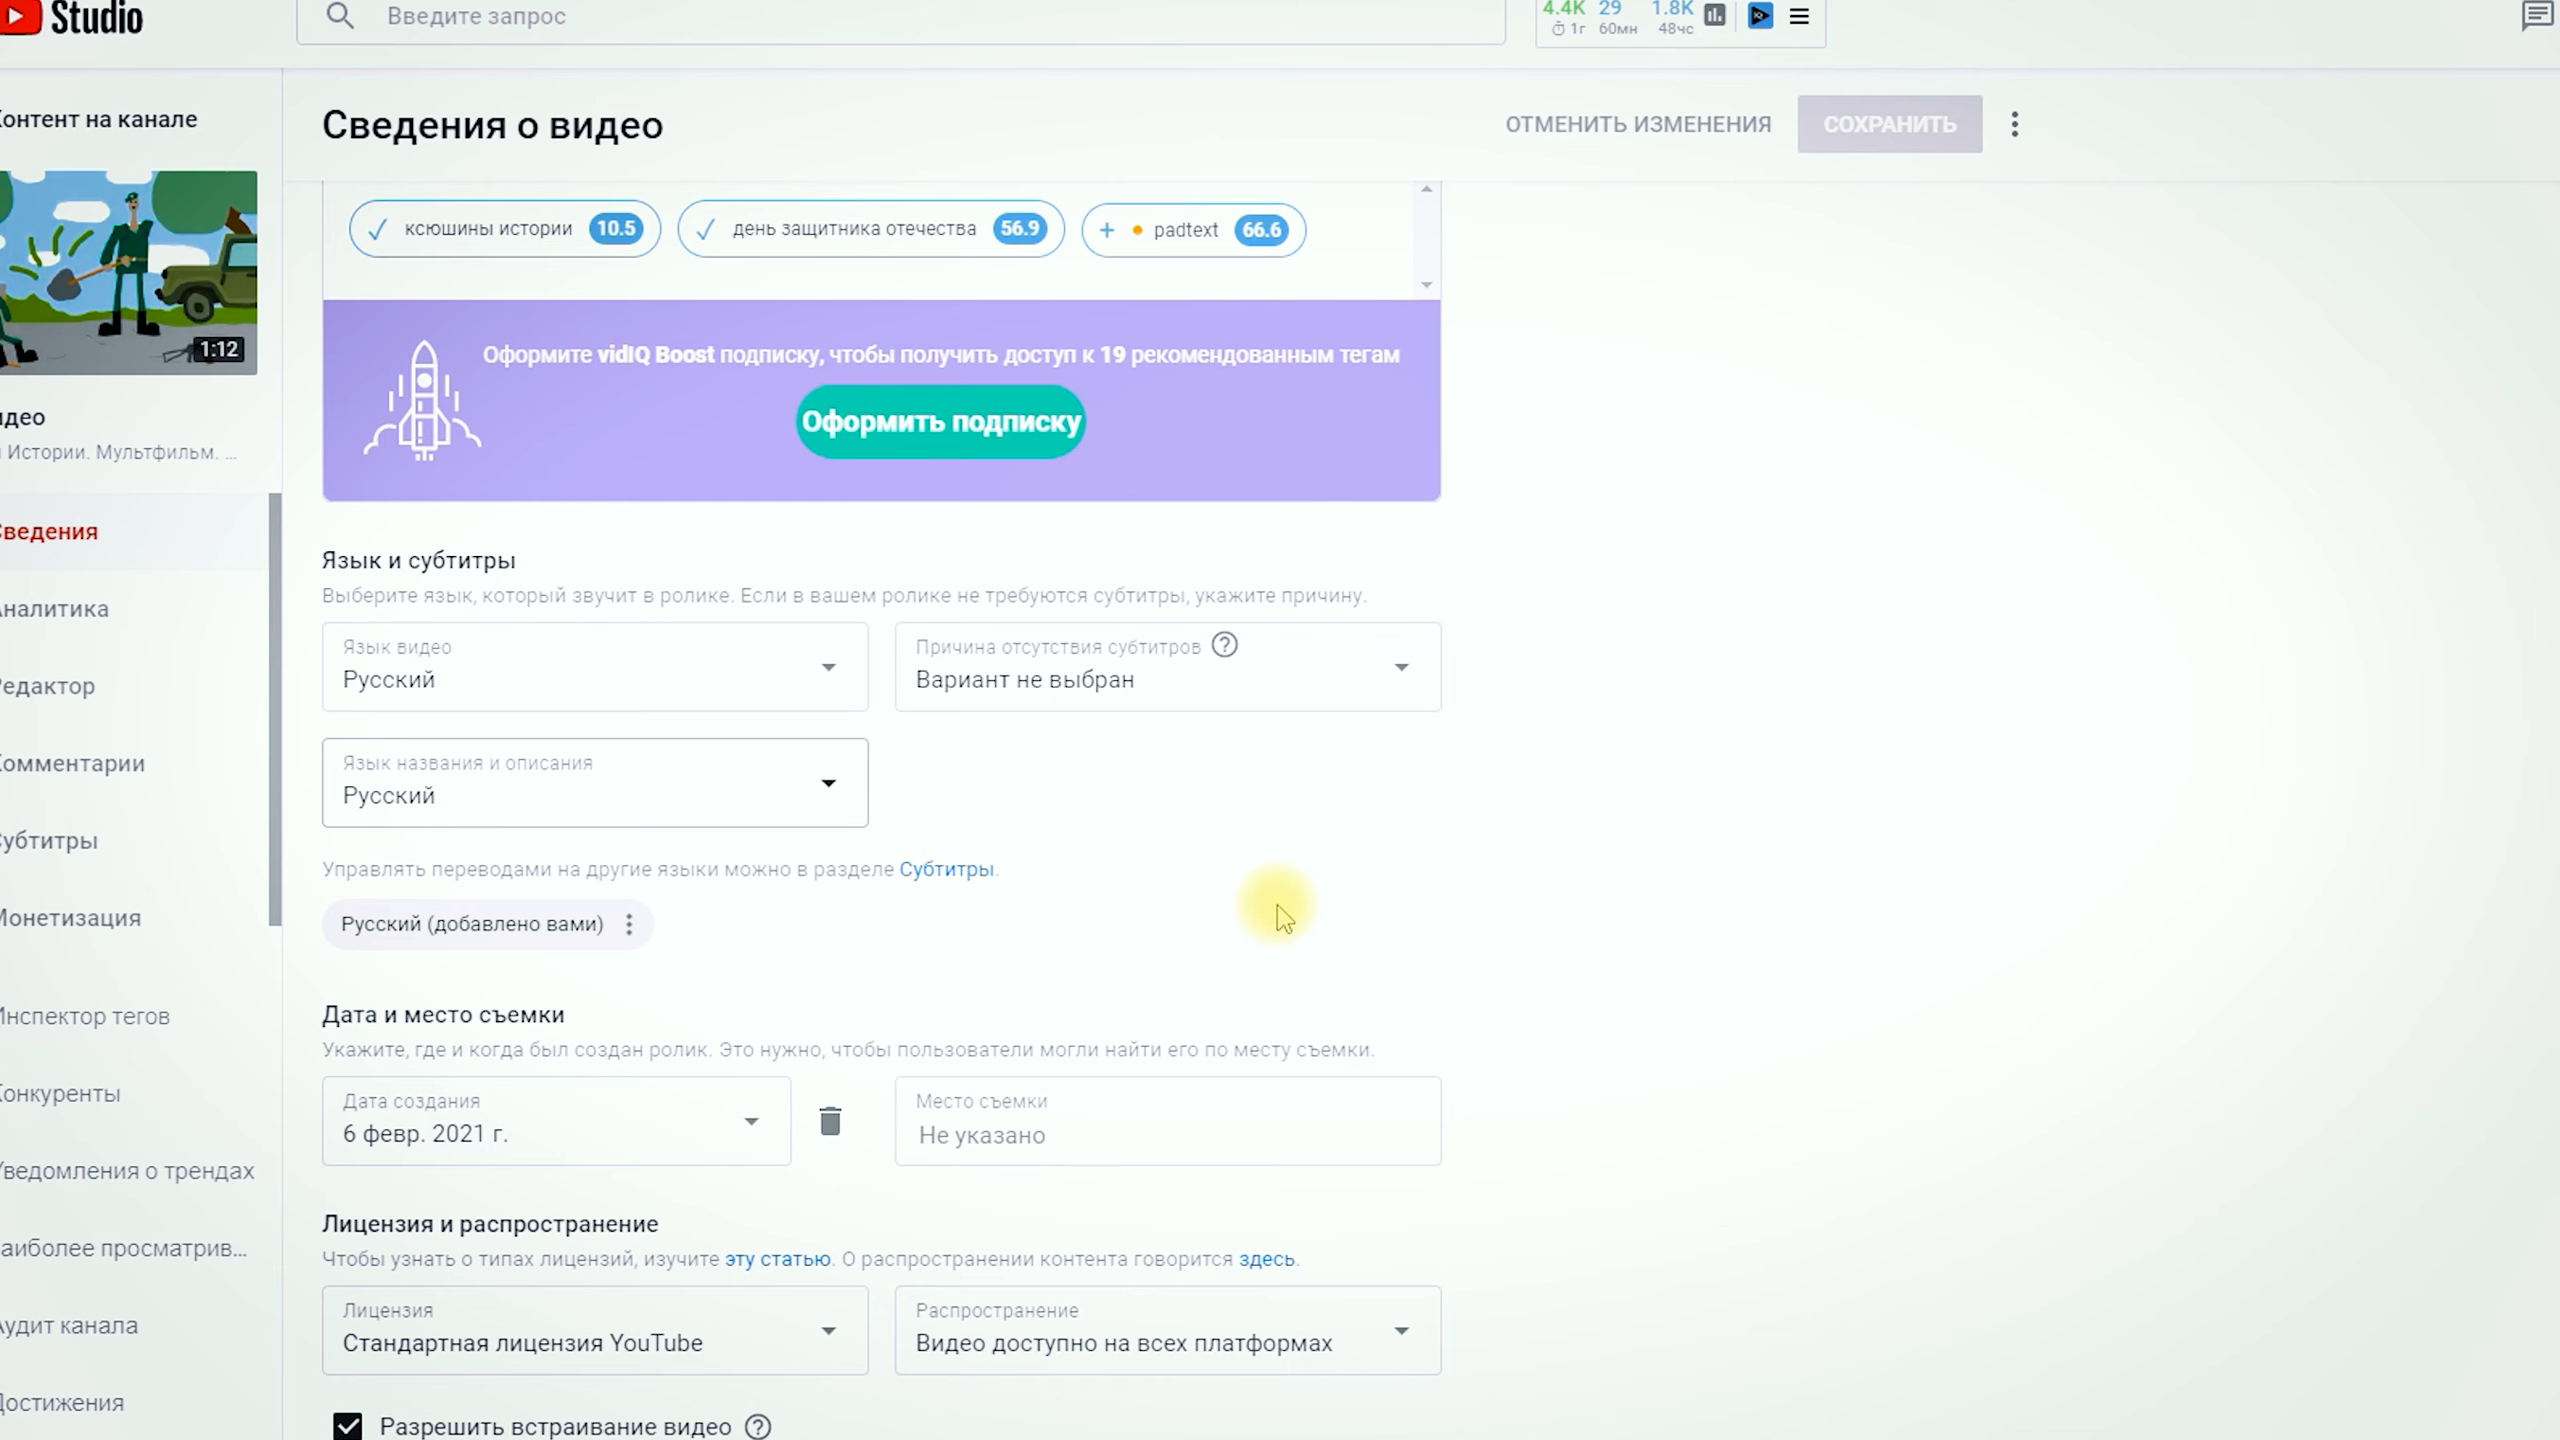 Studio
Введите запрос
4.4K 29 1.8K
1г 60мн 48чс
Контент на канале
Сведения о видео
ОТМЕНИТЬ ИЗМЕНЕНИЯ
СОХРАНИТЬ
ксюшины истории 10.5
день защитника отечества 56.9
padtext 66.6
1:12
Оформите vidIQ Boost подписку, чтобы получить доступ к 19 рекомендованным тегам
Оформить подписку
идео
Истории. Мультфильм. ...
Сведения
Аналитика
Редактор
Комментарии
Субтитры
Монетизация
Инспектор тегов
Конкуренты
Уведомления о трендах
аиболее просматрив...
Аудит канала
Достижения
Язык и субтитры
Выберите язык, который звучит в ролике. Если в вашем ролике не требуются субтитры, укажите причину.
Язык видео
Русский
Причина отсутствия субтитров
Вариант не выбран
Язык названия и описания
Русский
Управлять переводами на другие языки можно в разделе Субтитры.
Русский (добавлено вами)
Дата и место съемки
Укажите, где и когда был создан ролик. Это нужно, чтобы пользователи могли найти его по месту съемки.
Дата создания
6 февр. 2021 г.
Место съемки
Не указано
Лицензия и распространение
Чтобы узнать о типах лицензий, изучите эту статью. О распространении контента говорится здесь.
Лицензия
Стандартная лицензия YouTube
Распространение
Видео доступно на всех платформах
Разрешить встраивание видео